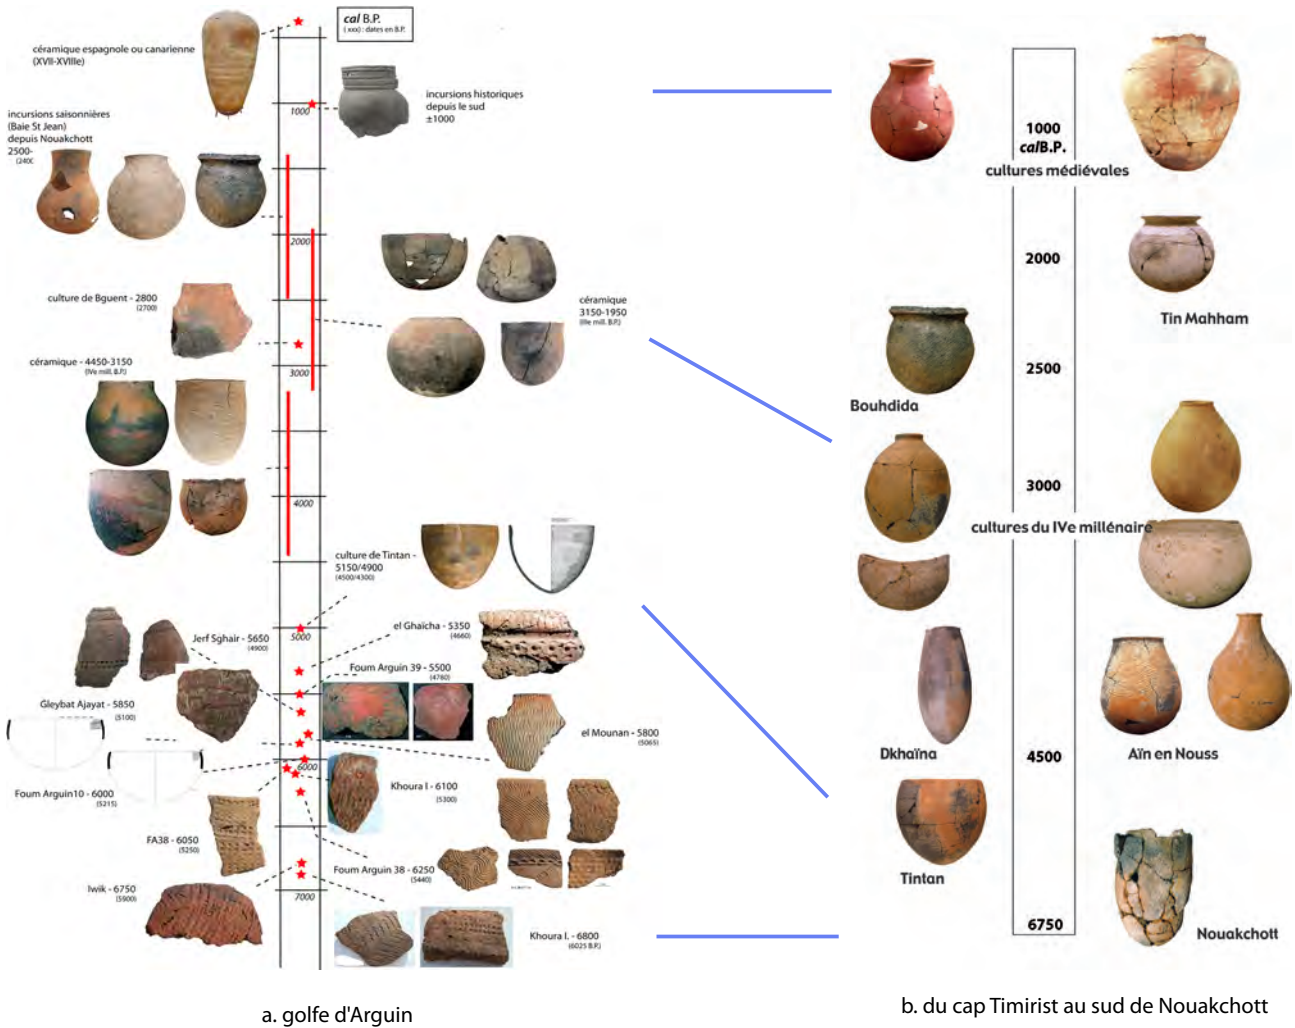 cal B.P.
( xxx) : dates en B.P.
céramique espagnole ou canarienne
(XVII-XVIIIe)
incursions historiques
depuis le sud
±1000
1000
incursions saisonnières
(Baie St Jean)
depuis Nouakchott
2500-
(240
2000
culture de Bguent - 2800
(2700)
céramique
3150-1950
(IIIe mill. B.P.)
3000
céramique - 4450-3150
(IVe mill. B.P.)
4000
culture de Tintan -
5150/4900
(4500/4300)
5000
Jerf Sghair - 5650
(4900)
el Ghaïcha - 5350
(4660)
Foum Arguin 39 - 5500
(4780)
Gleybat Ajayat - 5850
(5100)
el Mounan - 5800
(5065)
6000
Foum Arguin10 - 6000
(5215)
Khoura I - 6100
(5300)
FA38 - 6050
(5250)
Foum Arguin 38 - 6250
(5440)
Iwik - 6750
(5900)
7000
Khoura I. - 6800
(6025 B.P.)
a. golfe d'Arguin
1000
calB.P.
cultures médiévales
2000
Tin Mahham
2500
Bouhdida
3000
cultures du IVe millénaire
Dkhaïna
4500
Aïn en Nouss
Tintan
6750
Nouakchott
b. du cap Timirist au sud de Nouakchott